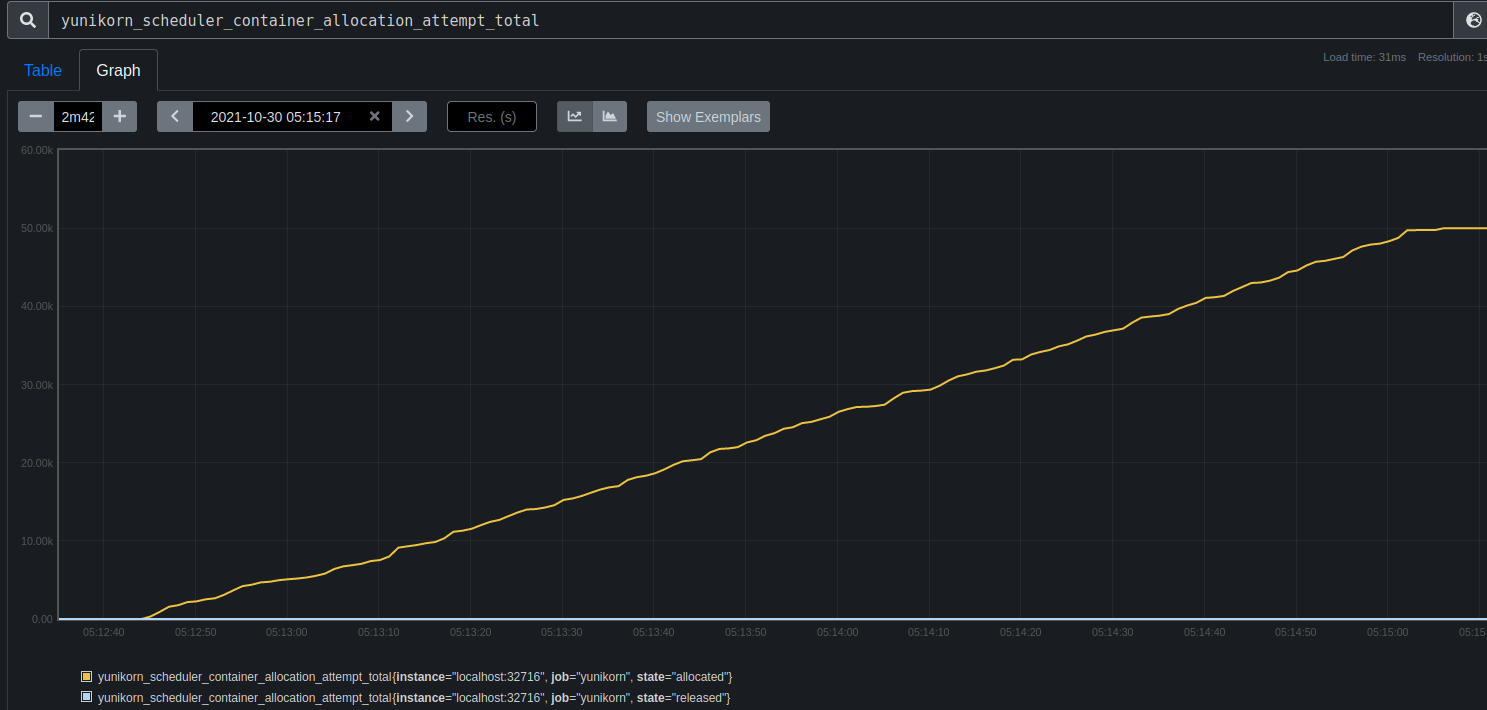 yunikorn_scheduler_container_allocation_attempt_total
Table
Graph
Load time: 31ms Resolution: 1s
2m42
2021-10-30 05:15:17
Res. (s)
Show Exemplars
60.00k
50.00k
40.00k
30.00k
20.00k
10.00k
0.00
05:12:40 05:12:50 05:13:00 05:13:10 05:13:20 05:13:30 05:13:40 05:13:50 05:14:00 05:14:10 05:14:20 05:14:30 05:14:40 05:14:50 05:15:00 05:15
yunikorn_scheduler_container_allocation_attempt_total{instance="localhost:32716", job="yunikorn", state="allocated"}
yunikorn_scheduler_container_allocation_attempt_total{instance="localhost:32716", job="yunikorn", state="released"}